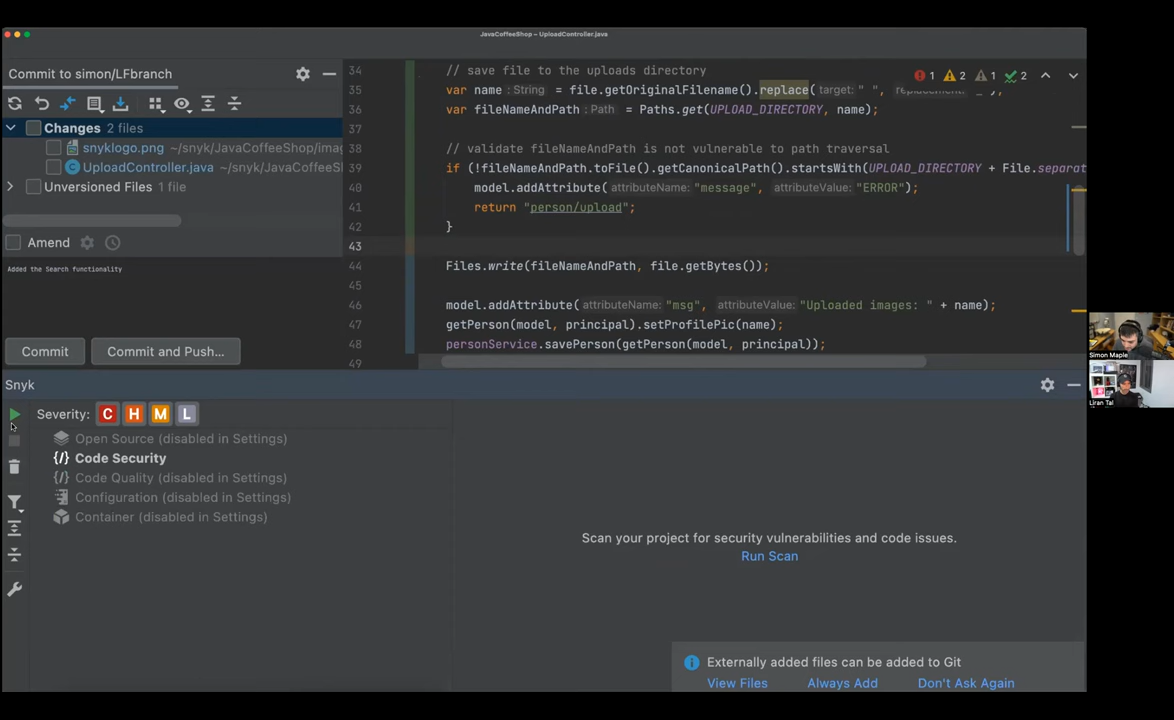 JavaCoffeeShop – UploadController.java
Commit to simon/LFbranch
Changes 2 files
snyklogo.png ~/snyk/JavaCoffeeShop/imag
UploadController.java ~/snyk/JavaCoffeeS
Unversioned Files 1 file
Amend
Added the Search functionality
Commit
Commit and Push...
1 2 1 2
34 // save file to the uploads directory
35 var name : String = file.getOriginalFilename().replace( target: " ", replacement: "_");
36 var fileNameAndPath : Path = Paths.get(UPLOAD_DIRECTORY, name);
37
38 // validate fileNameAndPath is not vulnerable to path traversal
39 if (!fileNameAndPath.toFile().getCanonicalPath().startsWith(UPLOAD_DIRECTORY + File.separat
40 model.addAttribute( attributeName: "message", attributeValue: "ERROR");
41 return "person/upload";
42 }
43
44 Files.write(fileNameAndPath, file.getBytes());
45
46 model.addAttribute( attributeName: "msg", attributeValue: "Uploaded images: " + name);
47 getPerson(model, principal).setProfilePic(name);
48 personService.savePerson(getPerson(model, principal));
49
Simon Maple
Liran Tal
Snyk
Severity: C H M L
Open Source (disabled in Settings)
Code Security
Code Quality (disabled in Settings)
Configuration (disabled in Settings)
Container (disabled in Settings)
Scan your project for security vulnerabilities and code issues.
Run Scan
Externally added files can be added to Git
View Files Always Add Don't Ask Again